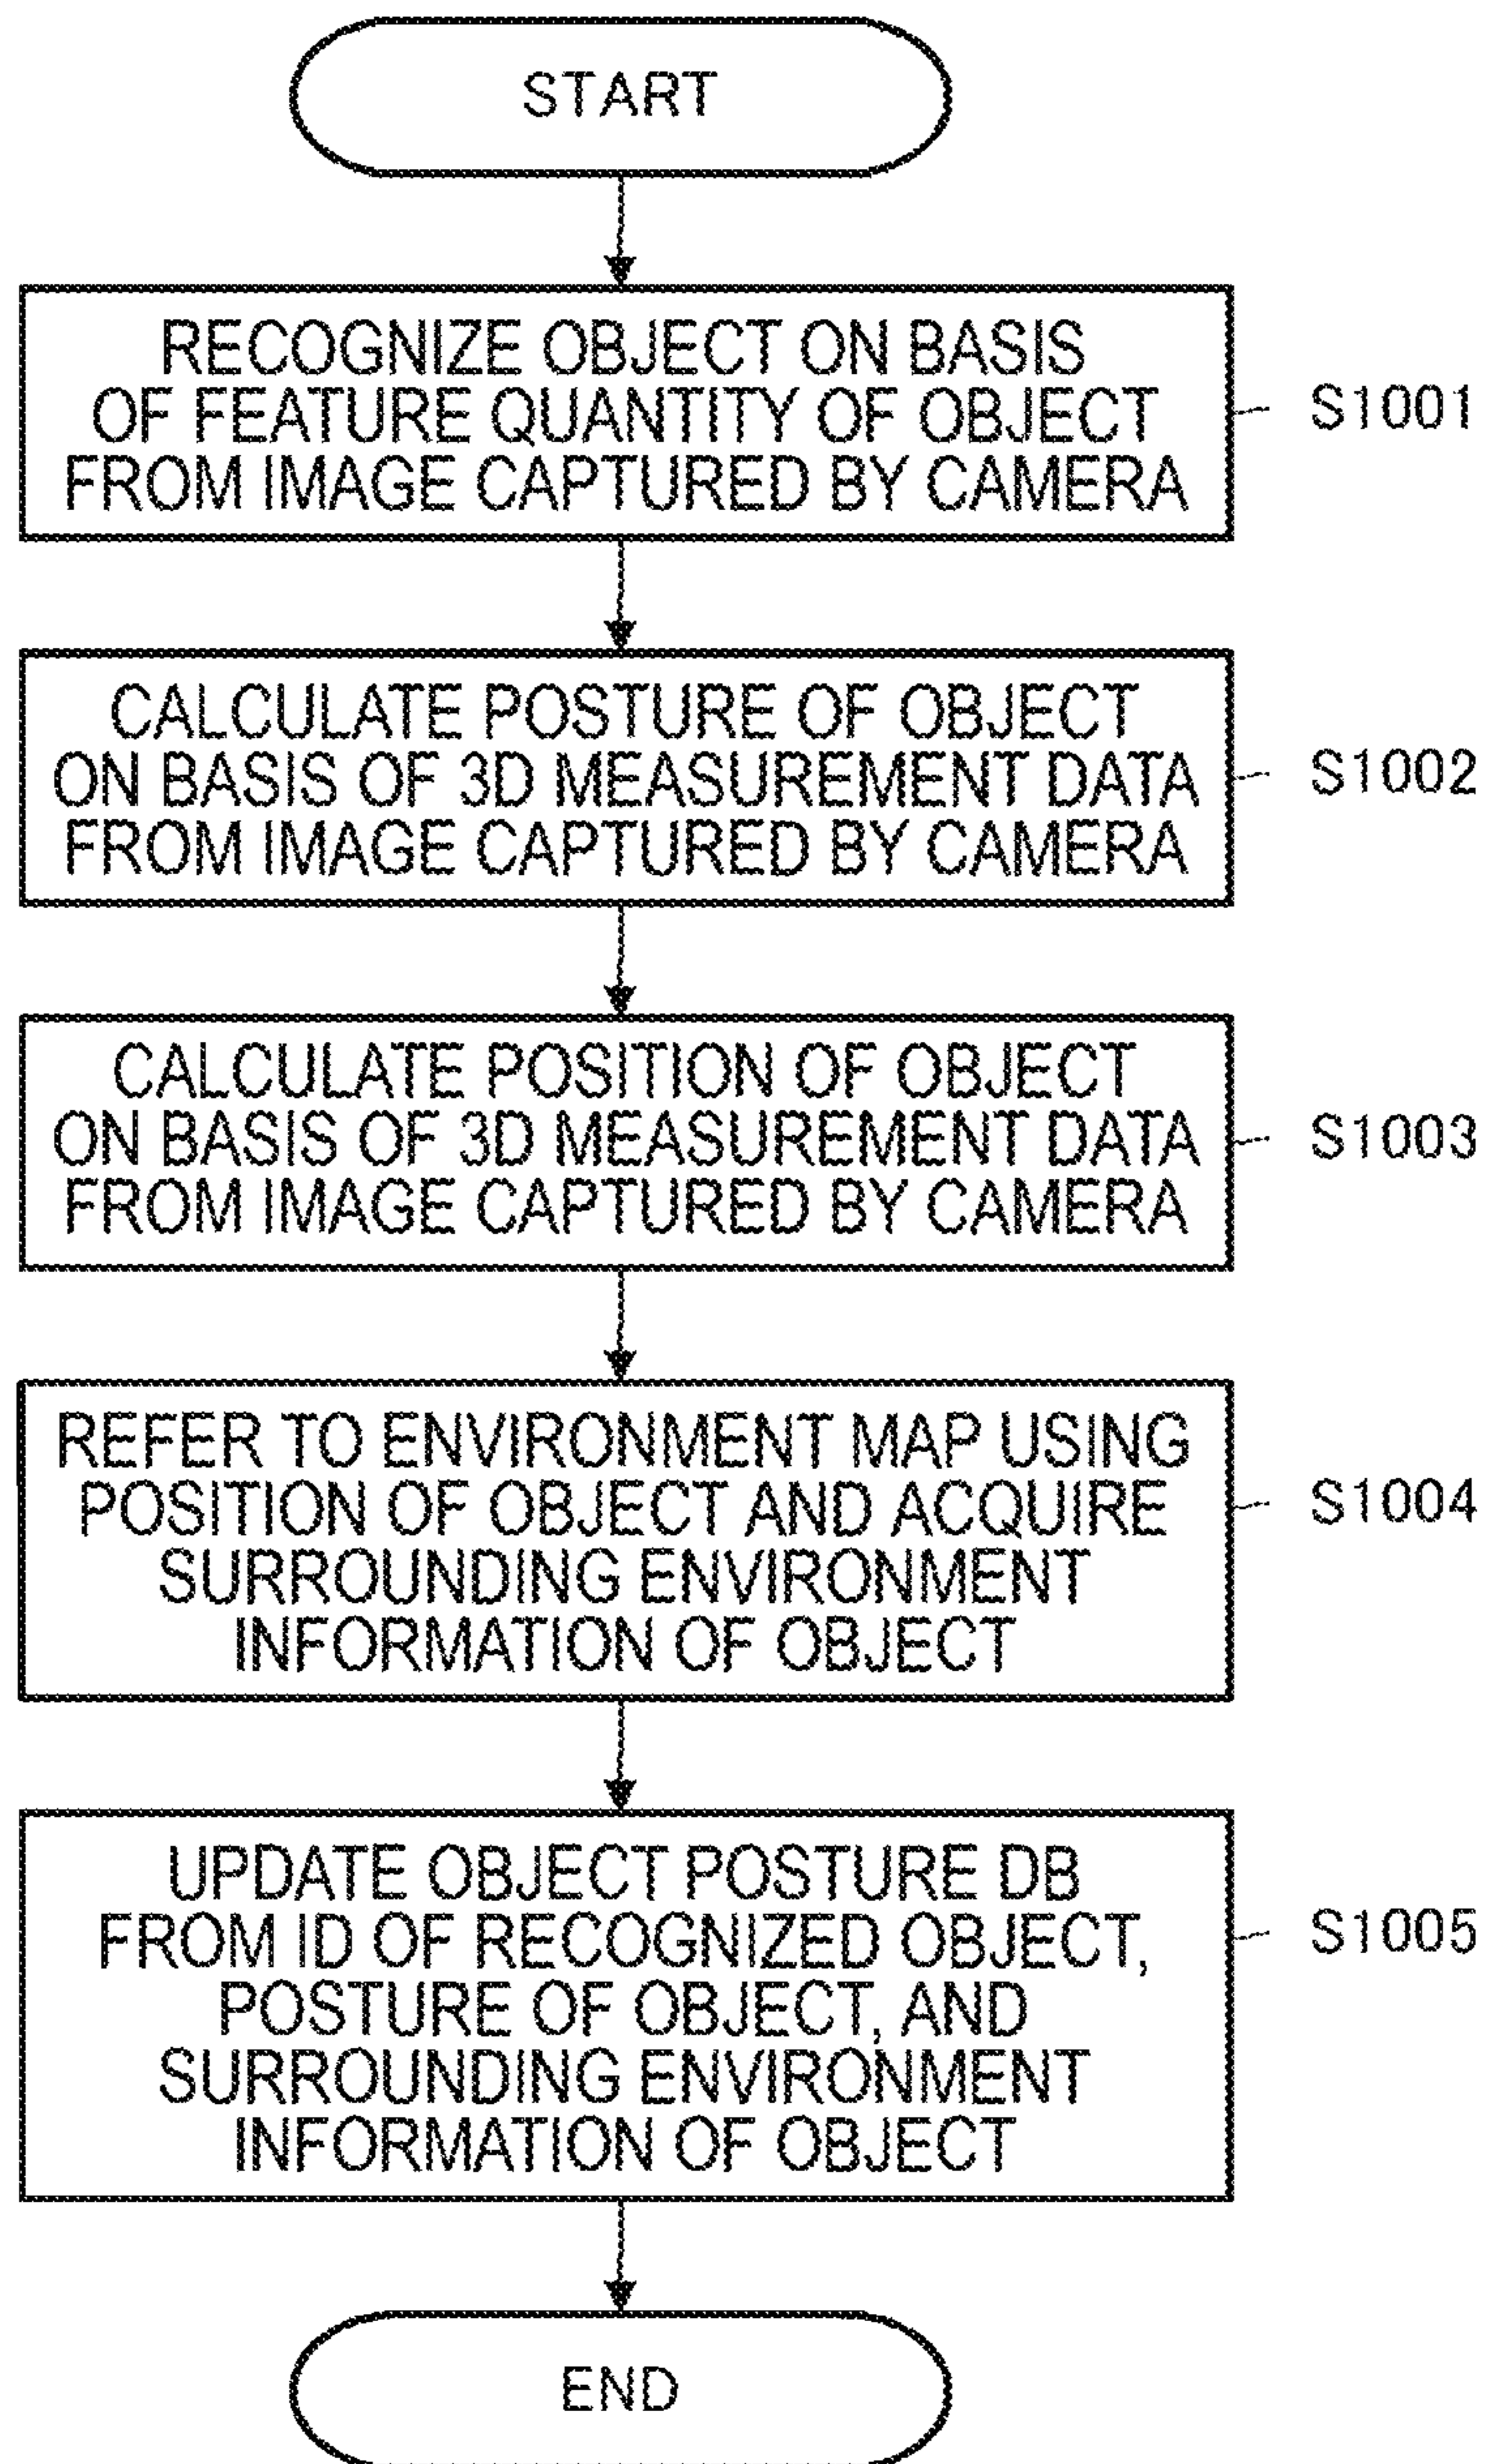 START
RECOGNIZE OBJECT ON BASIS
OF FEATURE QUANTITY OF OBJECT
FROM IMAGE CAPTURED BY CAMERA
S1001
CALCULATE POSTURE OF OBJECT
ON BASIS OF 3D MEASUREMENT DATA
FROM IMAGE CAPTURED BY CAMERA
S1002
CALCULATE POSITION OF OBJECT
ON BASIS OF 3D MEASUREMENT DATA
FROM IMAGE CAPTURED BY CAMERA
S1003
REFER TO ENVIRONMENT MAP USING
POSITION OF OBJECT AND ACQUIRE
SURROUNDING ENVIRONMENT
INFORMATION OF OBJECT
S1004
UPDATE OBJECT POSTURE DB
FROM ID OF RECOGNIZED OBJECT,
POSTURE OF OBJECT, AND
SURROUNDING ENVIRONMENT
INFORMATION OF OBJECT
S1005
END